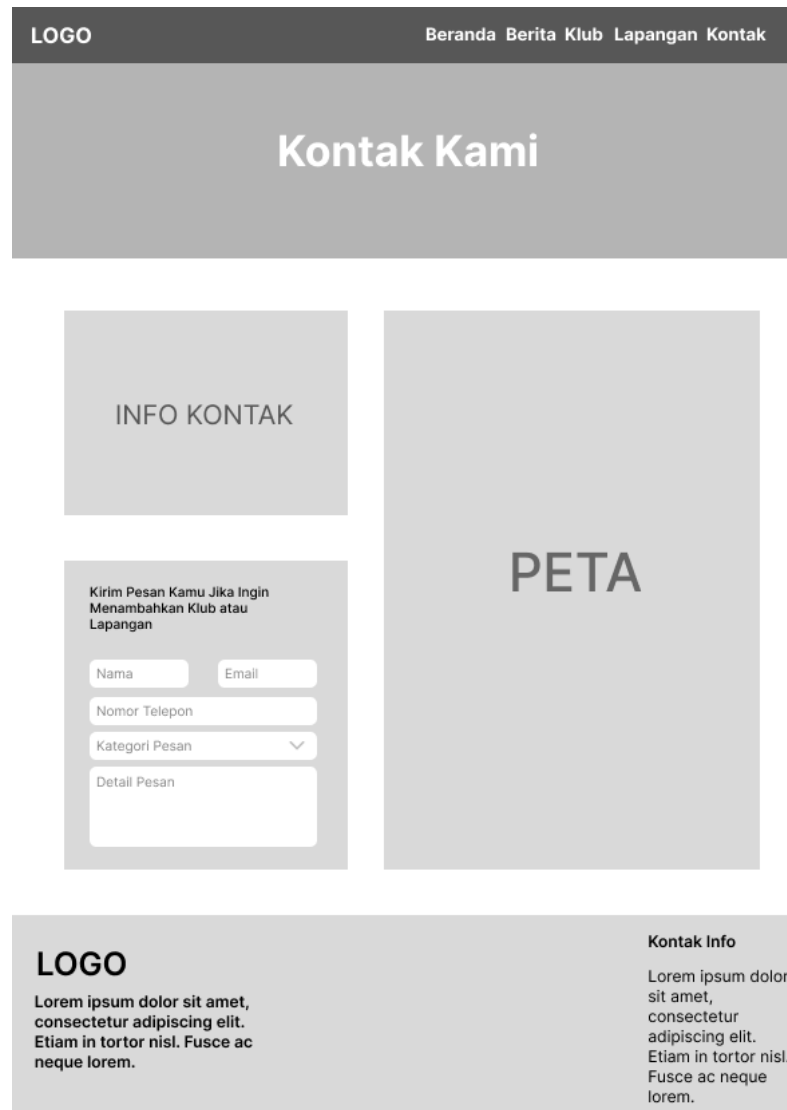 LOGO
Beranda Berita Klub Lapangan Kontak
Kontak Kami
INFO KONTAK
PETA
Kirim Pesan Kamu Jika Ingin
Menambahkan Klub atau
Lapangan
Nama
Email
Nomor Telepon
Kategori Pesan
Detail Pesan
LOGO
Lorem ipsum dolor sit amet,
consectetur adipiscing elit.
Etiam in tortor nisl. Fusce ac
neque lorem.
Kontak Info
Lorem ipsum dolor
sit amet,
consectetur
adipiscing elit.
Etiam in tortor nisl.
Fusce ac neque
lorem.